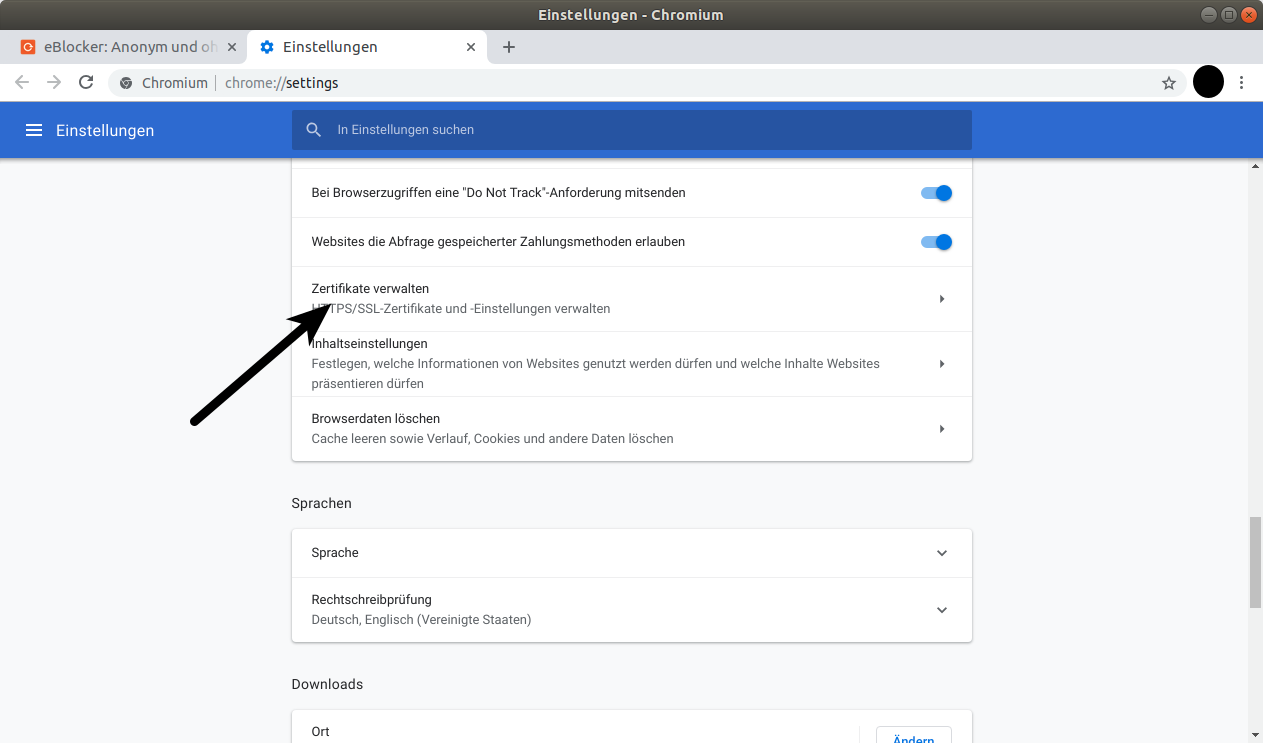 Einstellungen - Chromium
eBlocker: Anonym und oh
Einstellungen
Chromium
chrome://settings
Einstellungen
In Einstellungen suchen
Bei Browserzugriffen eine "Do Not Track"-Anforderung mitsenden
Websites die Abfrage gespeicherter Zahlungsmethoden erlauben
Zertifikate verwalten
HTTPS/SSL-Zertifikate und -Einstellungen verwalten
Inhaltseinstellungen
Festlegen, welche Informationen von Websites genutzt werden dürfen und welche Inhalte Websites
präsentieren dürfen
Browserdaten löschen
Cache leeren sowie Verlauf, Cookies und andere Daten löschen
Sprachen
Sprache
Rechtschreibprüfung
Deutsch, Englisch (Vereinigte Staaten)
Downloads
Ort
Ändern